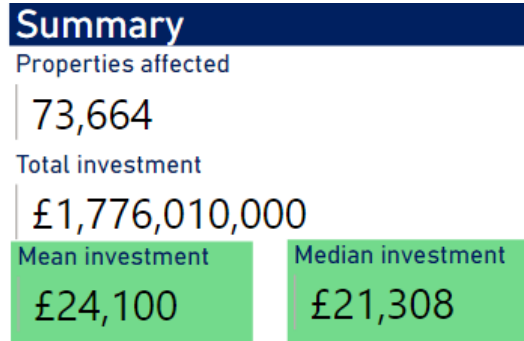 Summary
Properties affected
73,664
Total investment
£1,776,010,000
Mean investment
£24,100
Median investment
£21,308